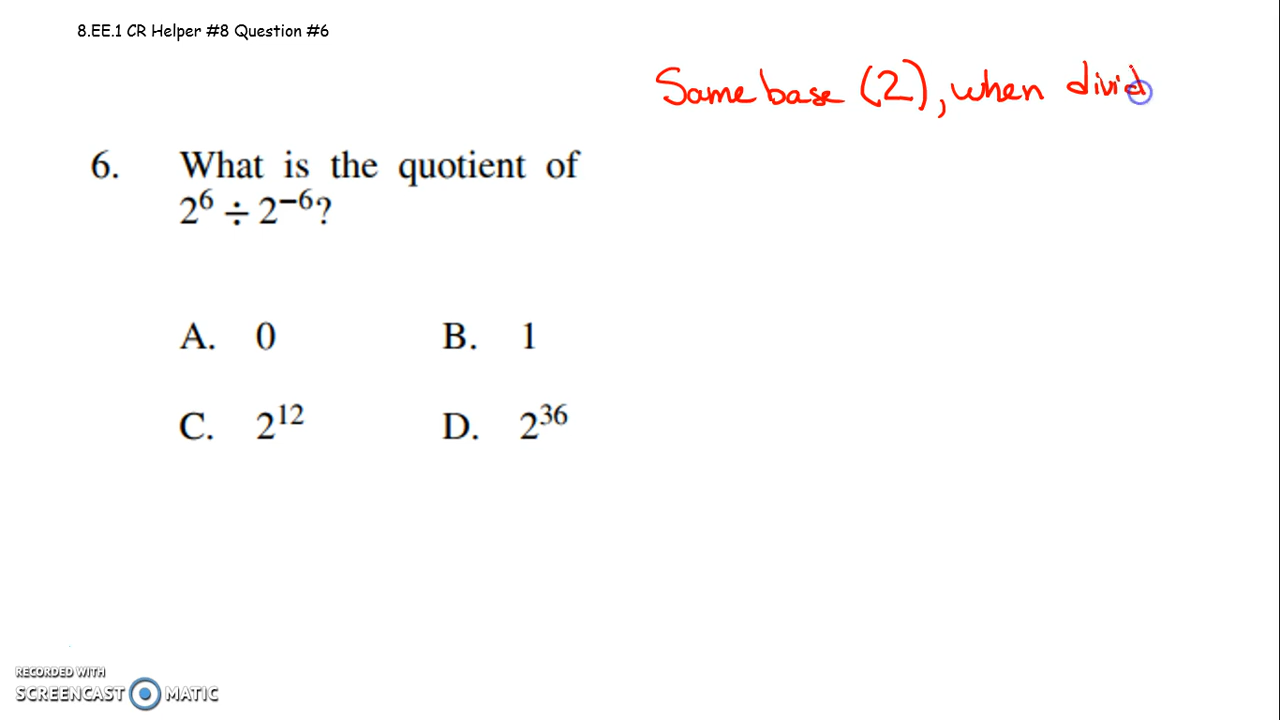 8.EE.1 CR Helper #8 Question #6
Same base (2), when divid
6. What is the quotient of
2⁶ ÷ 2⁻⁶?
A. 0 B. 1
C. 2¹² D. 2³⁶
RECORDED WITH
SCREENCAST MATIC